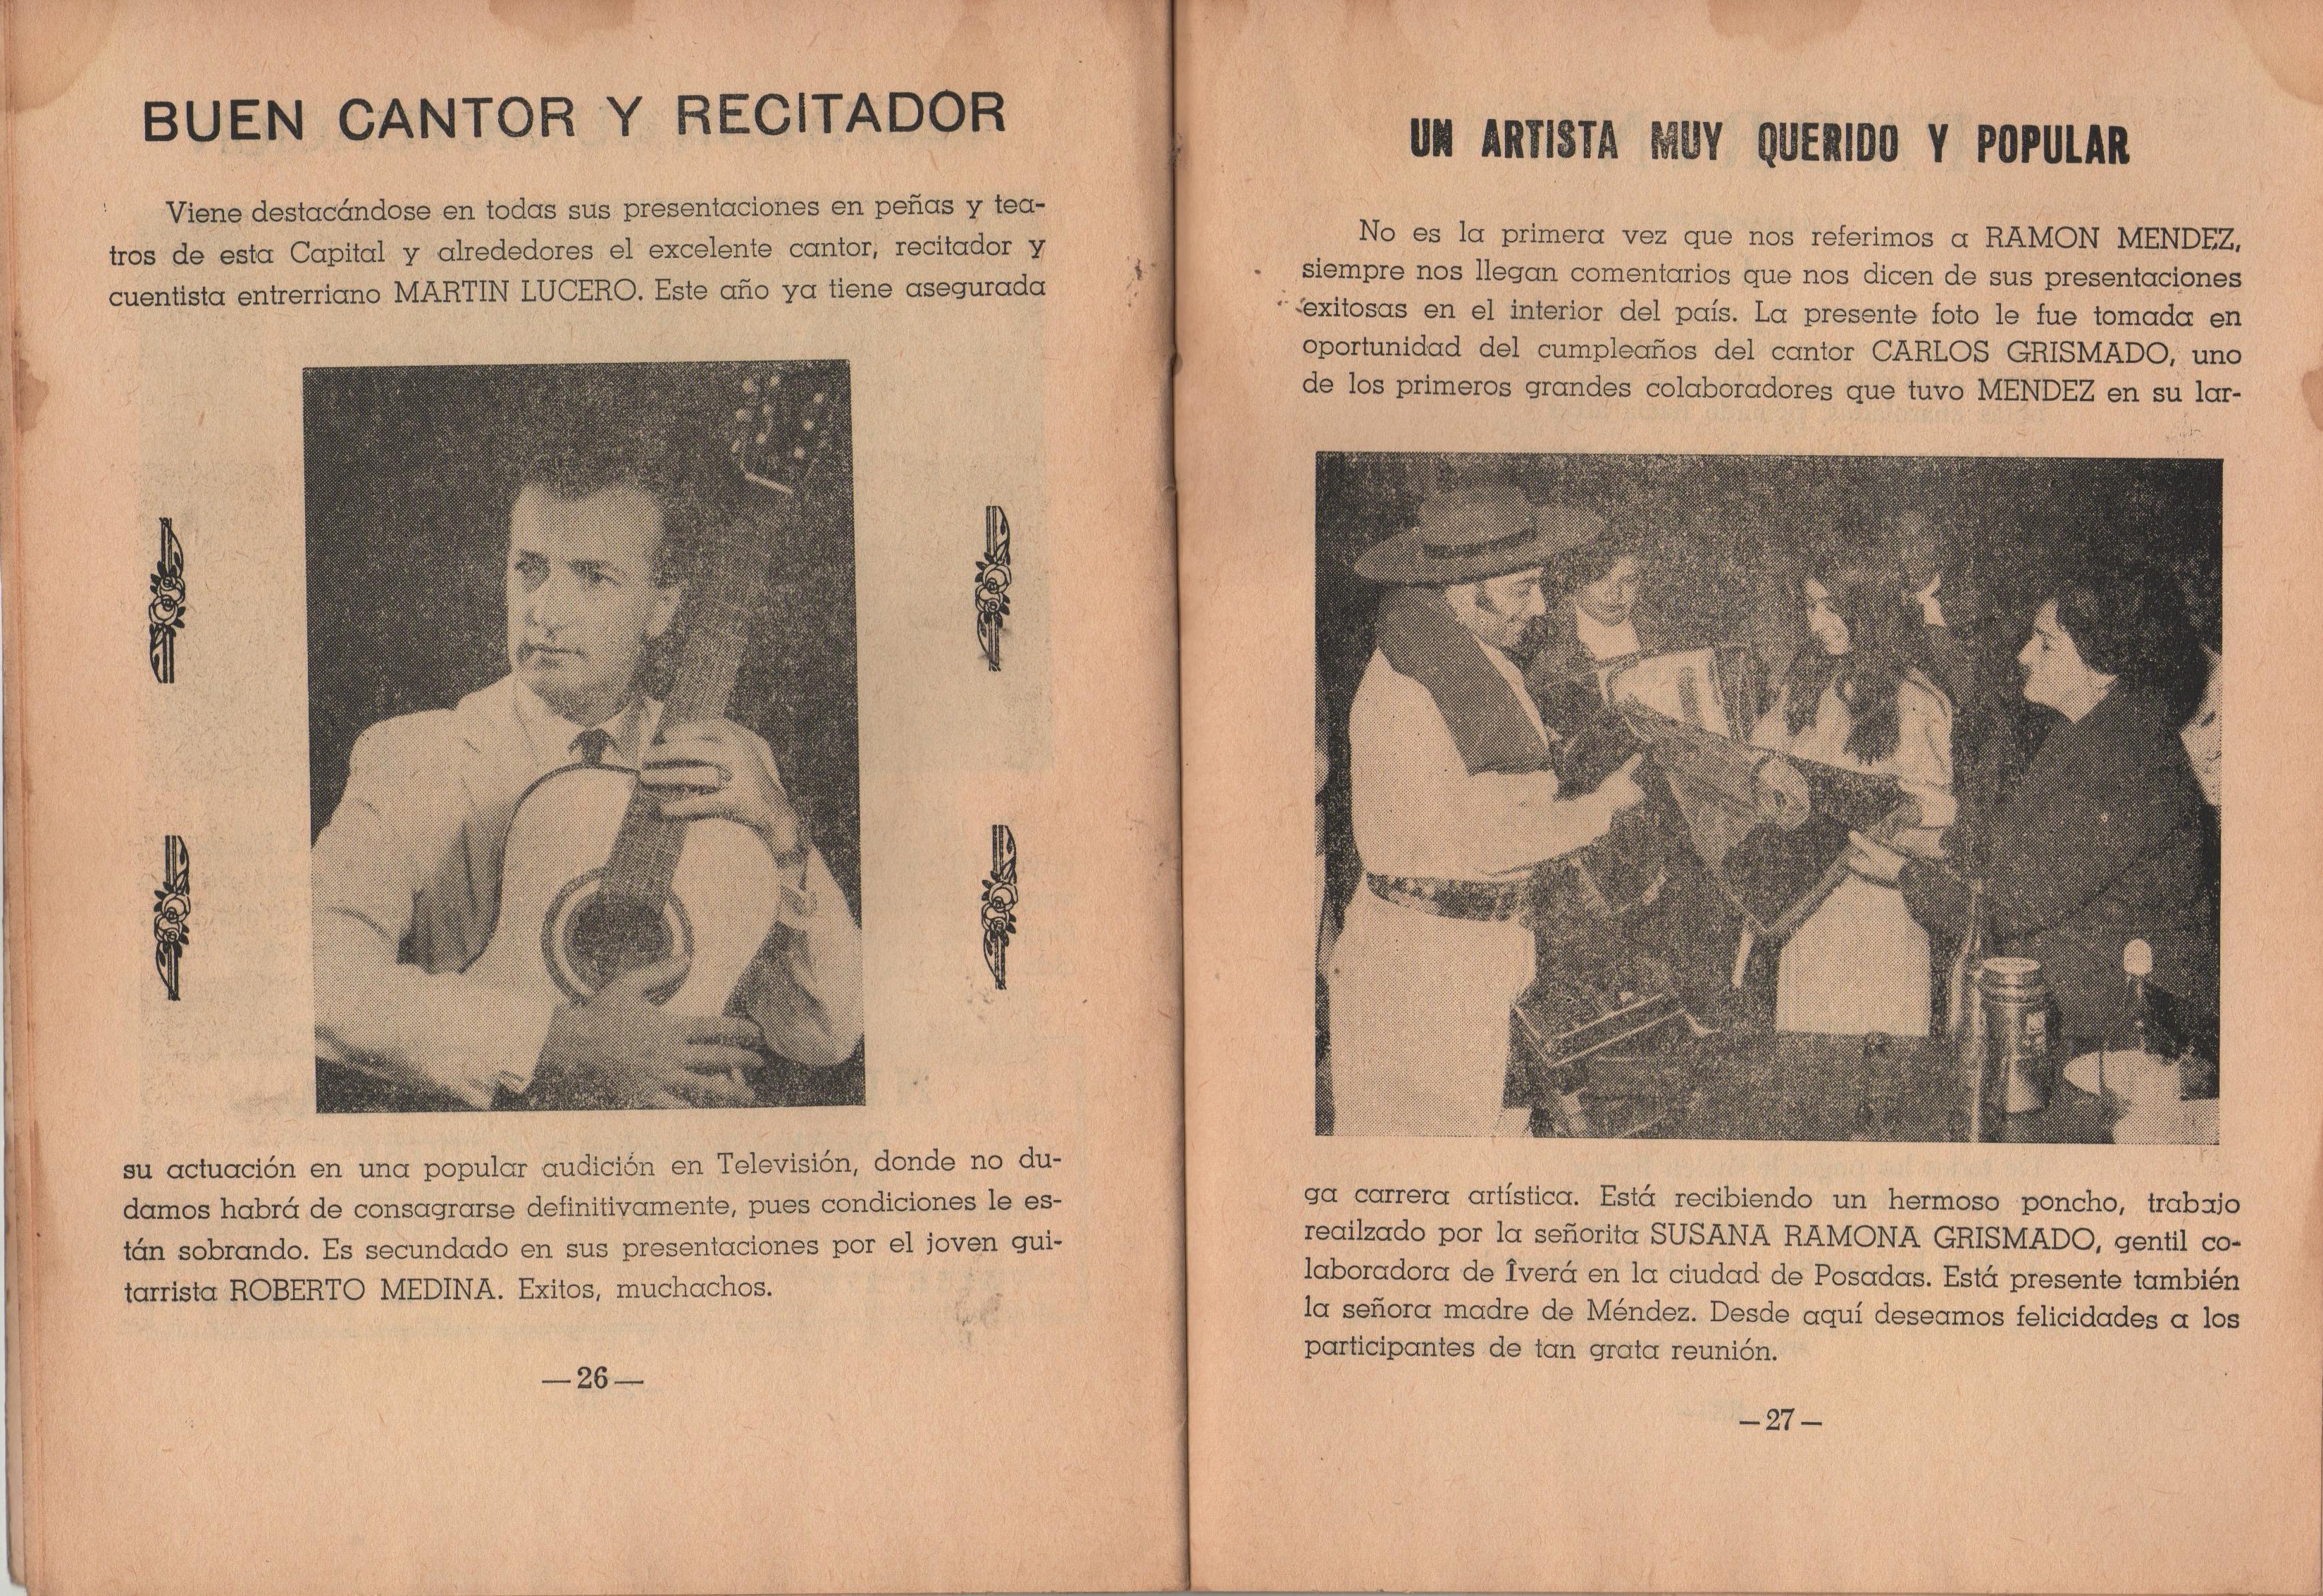 BUEN CANTOR Y RECITADOR
Viene destacándose en todas sus presentaciones en peñas y tea-
tros de esta Capital y alrededores el excelente cantor, recitador y
cuentista entrerriano MARTIN LUCERO. Este año ya tiene asegurada
su actuación en una popular audición en Televisión, donde no du-
damos habrá de consagrarse definitivamente, pues condiciones le es-
tán sobrando. Es secundado en sus presentaciones por el joven gui-
tarrista ROBERTO MEDINA. Exitos, muchachos.
—26—
UN ARTISTA MUY QUERIDO Y POPULAR
No es la primera vez que nos referimos a RAMON MENDEZ,
siempre nos llegan comentarios que nos dicen de sus presentaciones
exitosas en el interior del país. La presente foto le fue tomada en
oportunidad del cumpleaños del cantor CARLOS GRISMADO, uno
de los primeros grandes colaboradores que tuvo MENDEZ en su lar-
ga carrera artística. Está recibiendo un hermoso poncho, trabajo
reailzado por la señorita SUSANA RAMONA GRISMADO, gentil co-
laboradora de Îverá en la ciudad de Posadas. Está presente también
la señora madre de Méndez. Desde aquí deseamos felicidades a los
participantes de tan grata reunión.
—27—